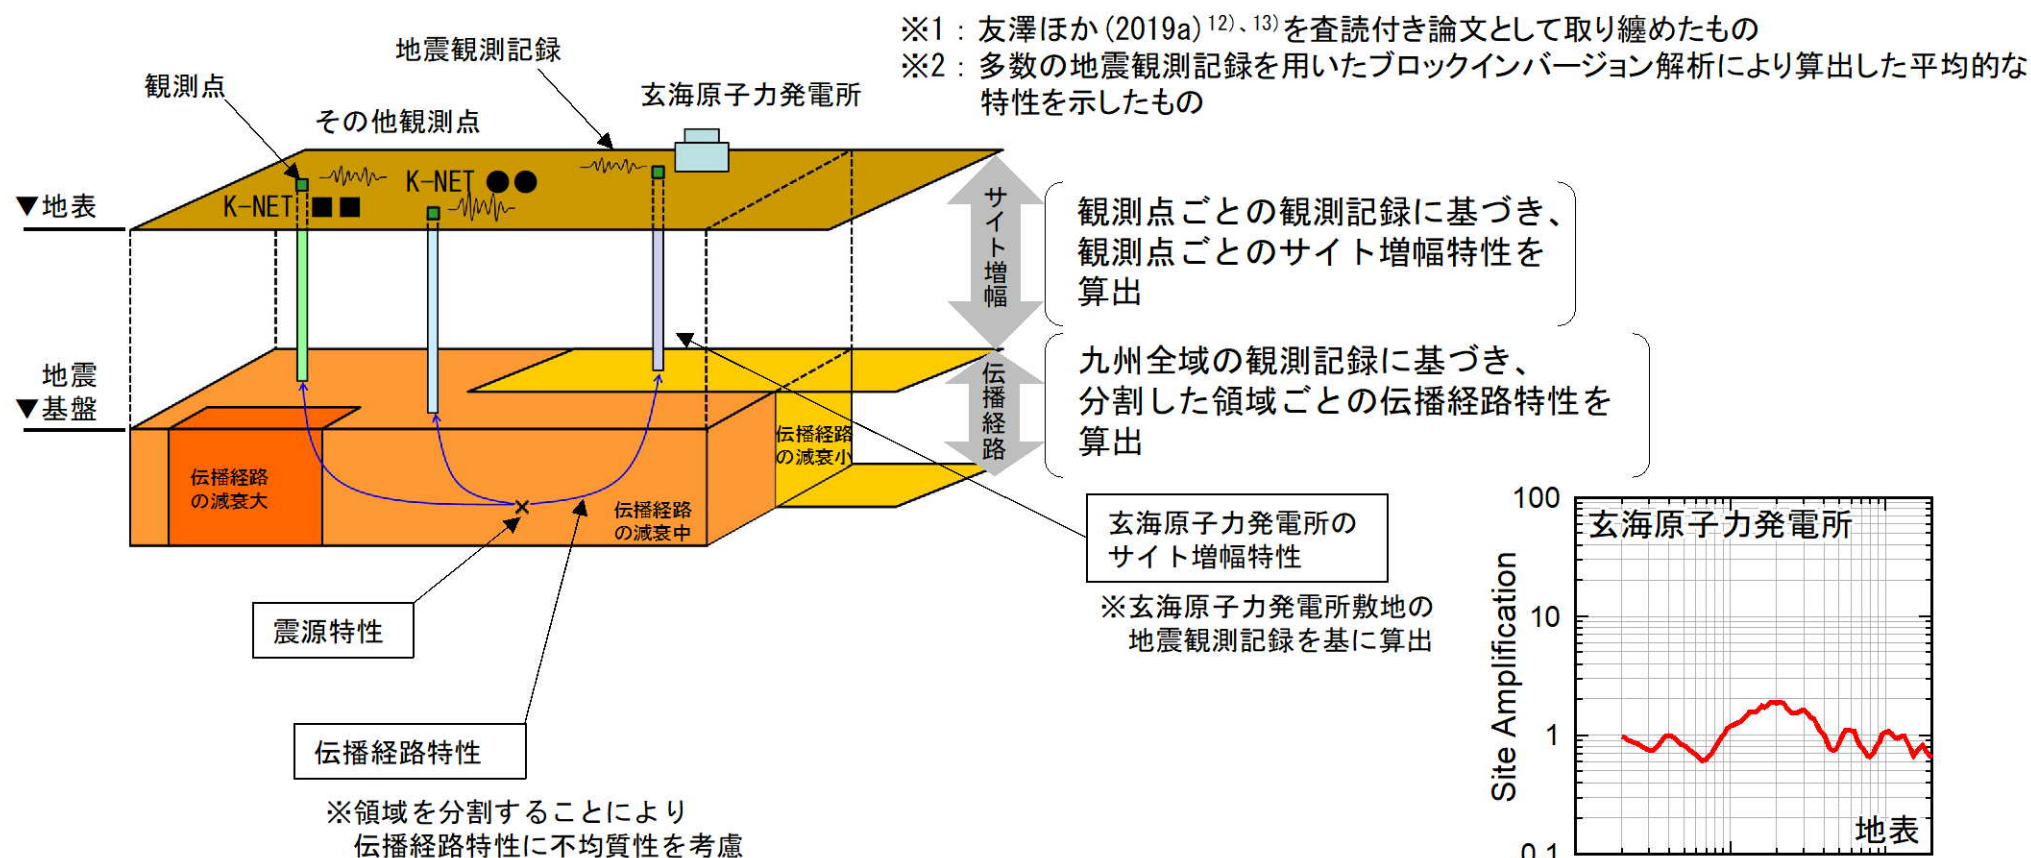 ※1：友澤ほか(2019a)12)、13)を査読付き論文として取り纏めたもの
※2：多数の地震観測記録を用いたブロックインバージョン解析により算出した平均的な
特性を示したもの
地震観測記録
観測点
その他観測点
玄海原子力発電所
K-NET ●●
K-NET ■■
▼地表
サイト増幅
観測点ごとの観測記録に基づき、
観測点ごとのサイト増幅特性を
算出
地震
▼基盤
伝播経路
九州全域の観測記録に基づき、
分割した領域ごとの伝播経路特性を
算出
伝播経路
の減衰大
伝播経路
の減衰中
伝播経路
の減衰小
玄海原子力発電所の
サイト増幅特性
※玄海原子力発電所敷地の
地震観測記録を基に算出
震源特性
伝播経路特性
※領域を分割することにより
伝播経路特性に不均質性を考慮
玄海原子力発電所
Site Amplification
100
10
1
0.1
地表